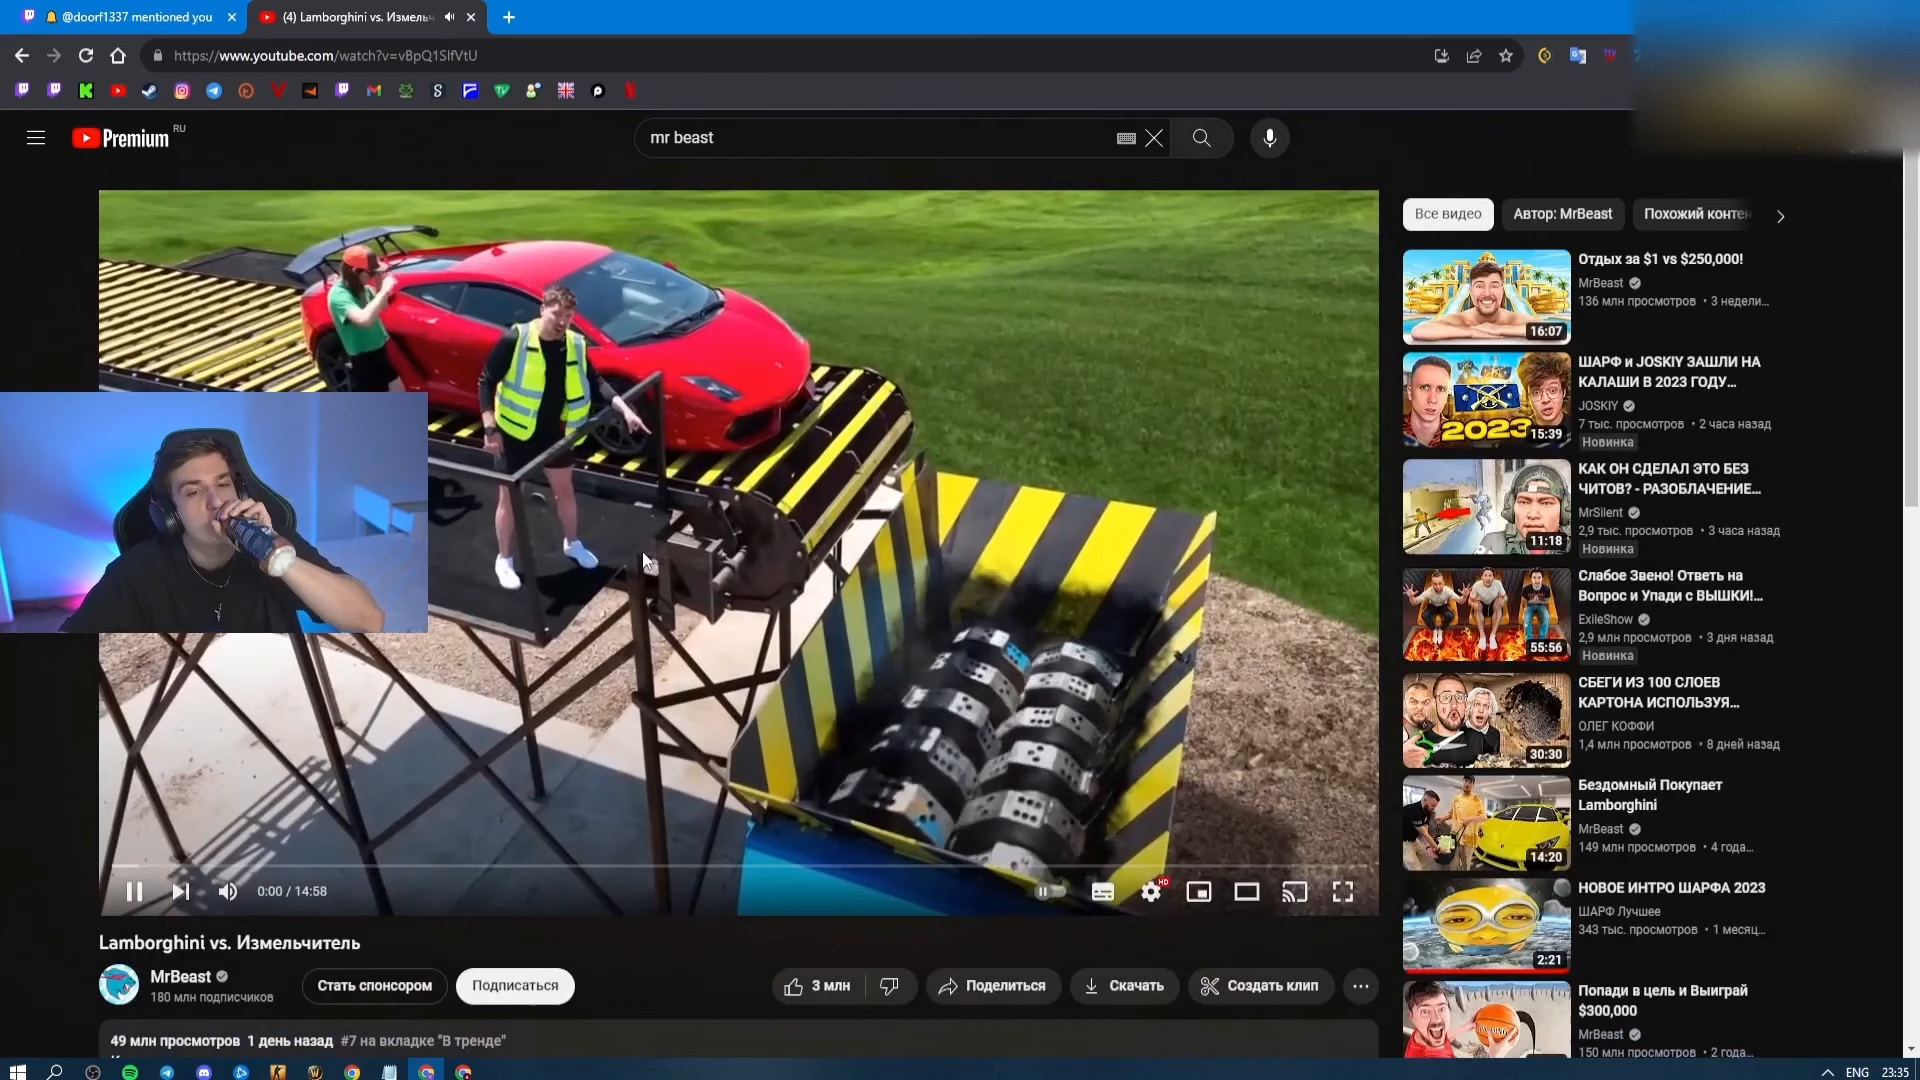 @doorf1337 mentioned you
(4) Lamborghini vs. Измельч
https://www.youtube.com/watch?v=vBpQ1SlfVtU
Premium RU
mr beast
0:00 / 14:58
HD
Lamborghini vs. Измельчитель
MrBeast
180 млн подписчиков
Стать спонсором
Подписаться
3 млн
Поделиться
Скачать
Создать клип
49 млн просмотров 1 день назад #7 на вкладке "В тренде"
Все видео
Автор: MrBeast
Похожий контен
16:07
Отдых за $1 vs $250,000!
MrBeast
136 млн просмотров • 3 недели...
2023
15:39
ШАРФ и JOSKIY ЗАШЛИ НА
КАЛАШИ В 2023 ГОДУ...
JOSKIY
7 тыс. просмотров • 2 часа назад
Новинка
11:18
КАК ОН СДЕЛАЛ ЭТО БЕЗ
ЧИТОВ? - РАЗОБЛАЧЕНИЕ...
MrSilent
2,9 тыс. просмотров • 3 часа назад
Новинка
55:56
Слабое Звено! Ответь на
Вопрос и Упади с ВЫШКИ!...
ExileShow
2,9 млн просмотров • 3 дня назад
Новинка
30:30
СБЕГИ ИЗ 100 СЛОЕВ
КАРТОНА ИСПОЛЬЗУЯ...
ОЛЕГ КОФФИ
1,4 млн просмотров • 8 дней назад
14:20
Бездомный Покупает
Lamborghini
MrBeast
149 млн просмотров • 4 года...
2:21
НОВОЕ ИНТРО ШАРФА 2023
ШАРФ Лучшее
343 тыс. просмотров • 1 месяц...
Попади в цель и Выиграй
$300,000
MrBeast
150 млн просмотров • 2 года...
ENG 23:35